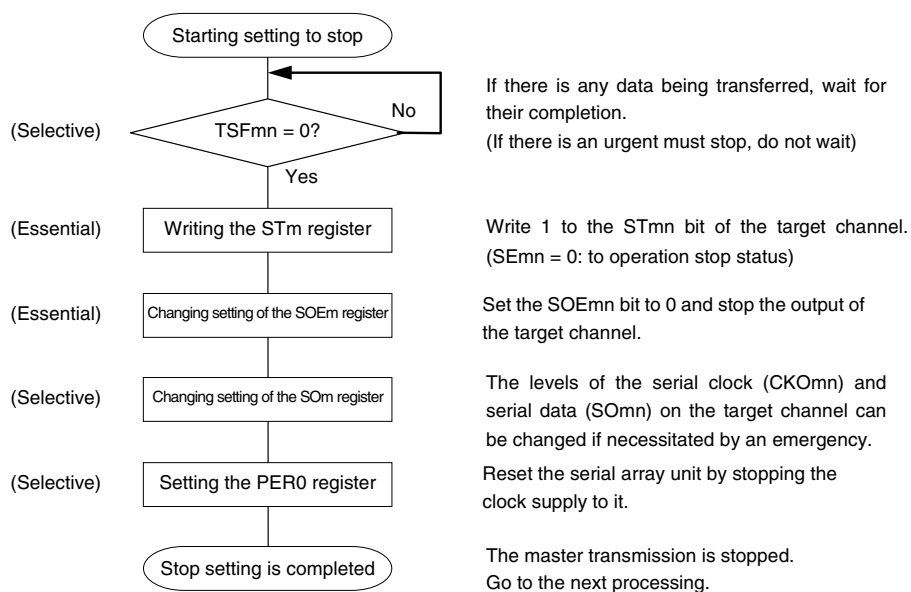 Starting setting to stop
No
If there is any data being transferred, wait for
their completion.
(If there is an urgent must stop, do not wait)
(Selective)
TSFmn = 0?
Yes
(Essential)
Writing the STm register
Write 1 to the STmn bit of the target channel.
(SEmn = 0: to operation stop status)
(Essential)
Changing setting of the SOEm register
Set the SOEmn bit to 0 and stop the output of
the target channel.
(Selective)
Changing setting of the SOm register
The levels of the serial clock (CKOmn) and
serial data (SOmn) on the target channel can
be changed if necessitated by an emergency.
(Selective)
Setting the PER0 register
Reset the serial array unit by stopping the
clock supply to it.
Stop setting is completed
The master transmission is stopped.
Go to the next processing.